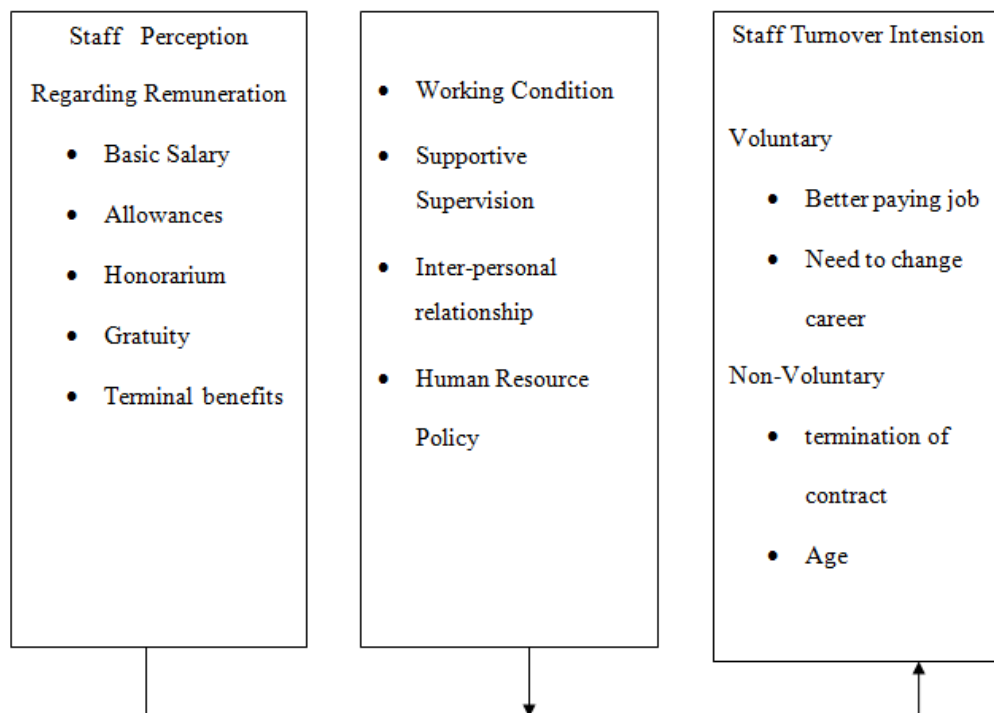 Staff Perception
Regarding Remuneration
• Basic Salary
• Allowances
• Honorarium
• Gratuity
• Terminal benefits
• Working Condition
• Supportive
Supervision
• Inter-personal
relationship
• Human Resource
Policy
Staff Turnover Intension
Voluntary
• Better paying job
• Need to change
career
Non-Voluntary
• termination of
contract
• Age